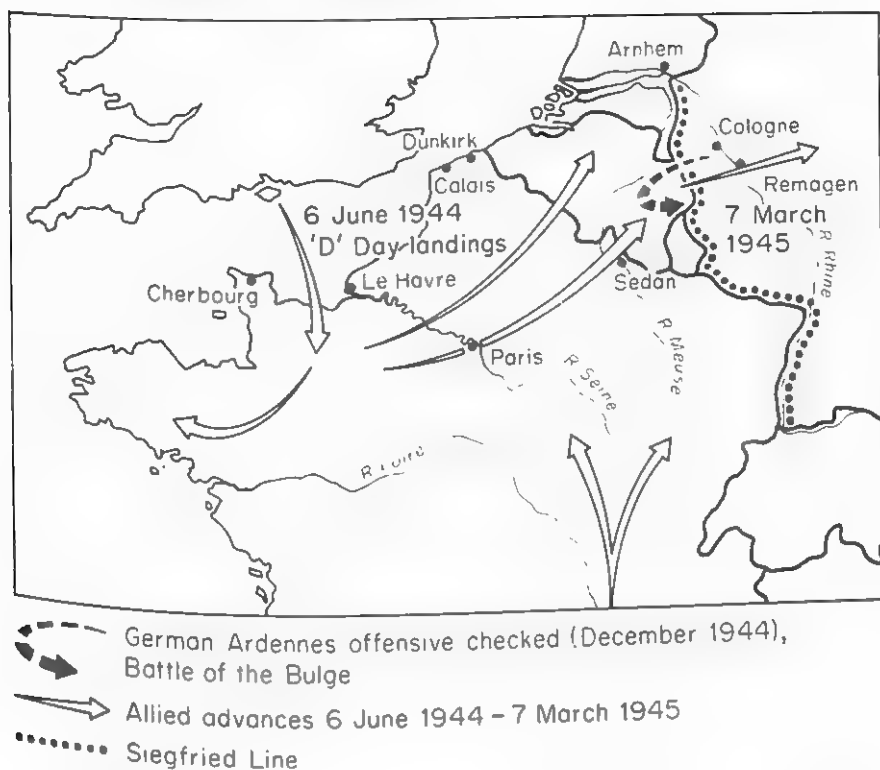 Arnhem
Cologne
Dunkirk
Calais
Remagen
6 June 1944
'D' Day landings
7 March
1945
R Rhine
Cherbourg
Le Havre
Sedan
Paris
R Seine
R Meuse
R Loire
German Ardennes offensive checked (December 1944),
Battle of the Bulge
Allied advances 6 June 1944 – 7 March 1945
Siegfried Line